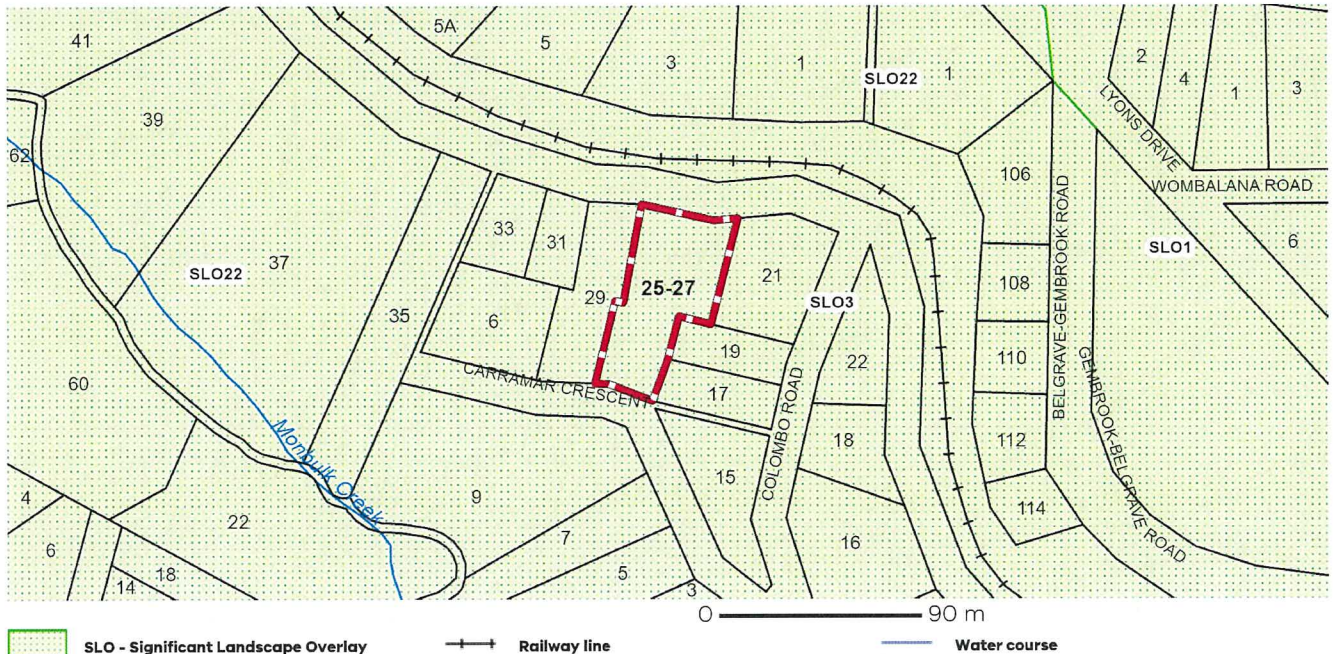 41
5A
5
3
1
SLO22
1
2
4
1
3
LYONS DRIVE
39
62
106
WOMBALANA ROAD
33
31
21
SLO1
6
SLO22
37
25-27
29
SLO3
108
BELGRAVE-GEMBROOK ROAD
35
6
19
22
110
GEMBROOK-BELGRAVE ROAD
CARRAMAR CRESCENT
17
COLOMBO ROAD
60
18
112
Monbulk Creek
15
9
4
22
114
7
16
6
18
5
14
3
0 90 m
SLO - Significant Landscape Overlay
Railway line
Water course